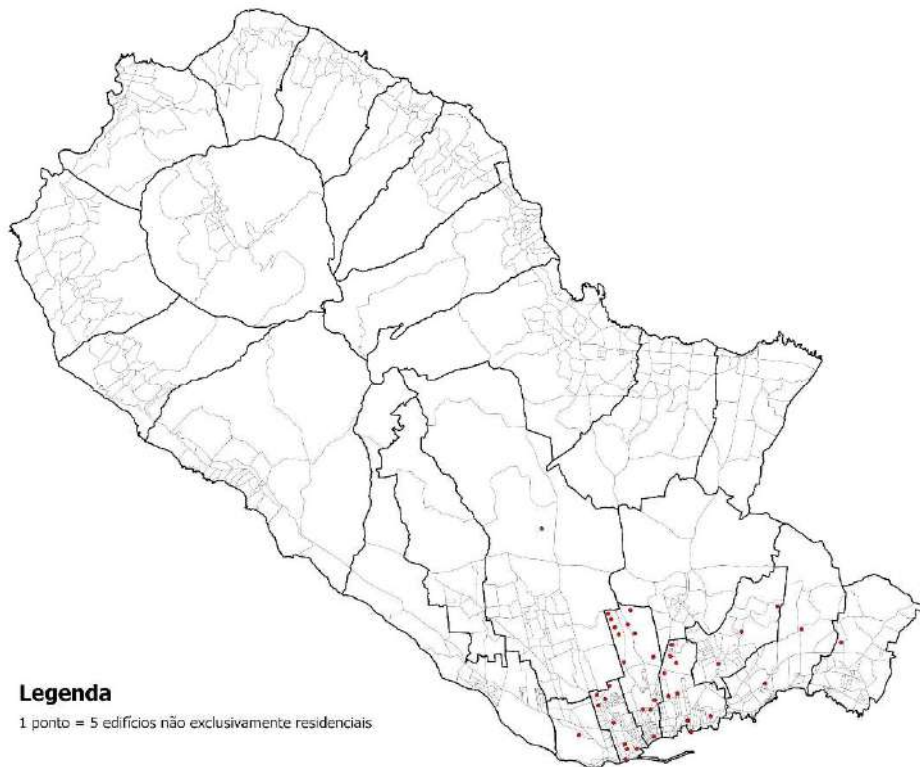 Legenda
1 ponto = 5 edifícios não exclusivamente residenciais